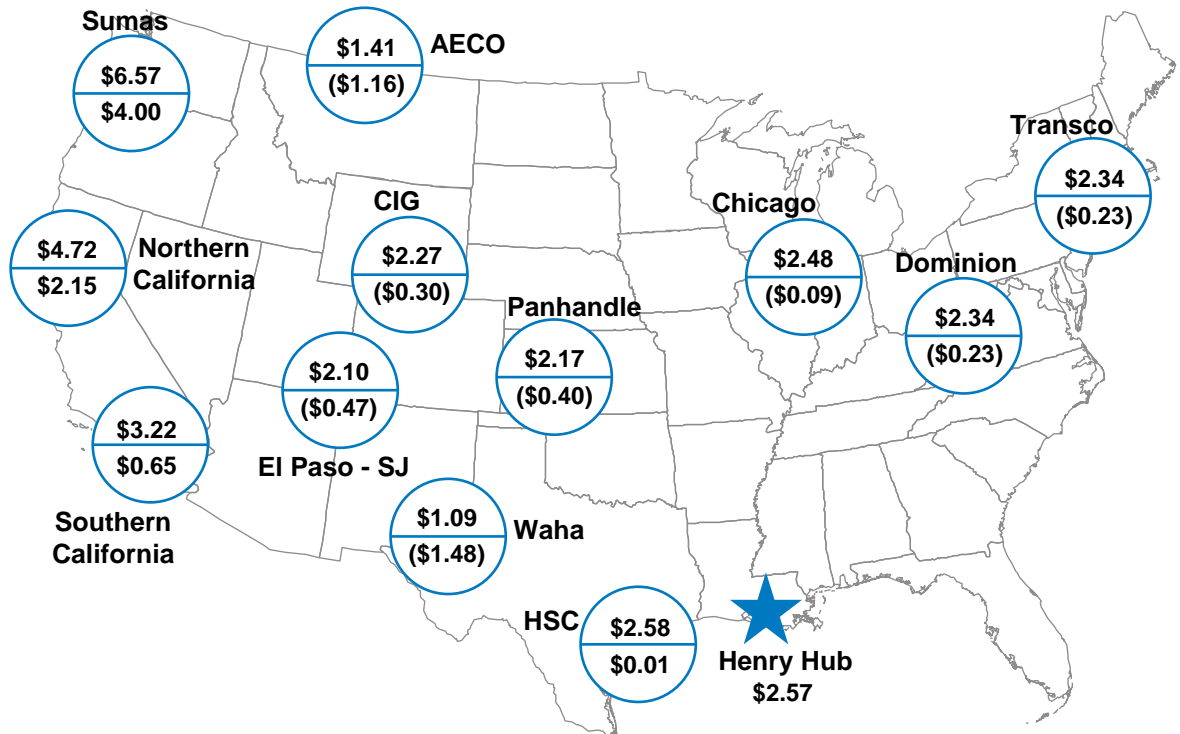 Sumas
$6.57
$4.00
AECO
$1.41
($1.16)
Transco
$2.34
($0.23)
CIG
$2.27
($0.30)
Chicago
$2.48
($0.09)
Northern
California
$4.72
$2.15
Dominion
$2.34
($0.23)
Panhandle
$2.17
($0.40)
$2.10
($0.47)
El Paso - SJ
$3.22
$0.65
Southern
California
$1.09
($1.48)
Waha
HSC
$2.58
$0.01
Henry Hub
$2.57